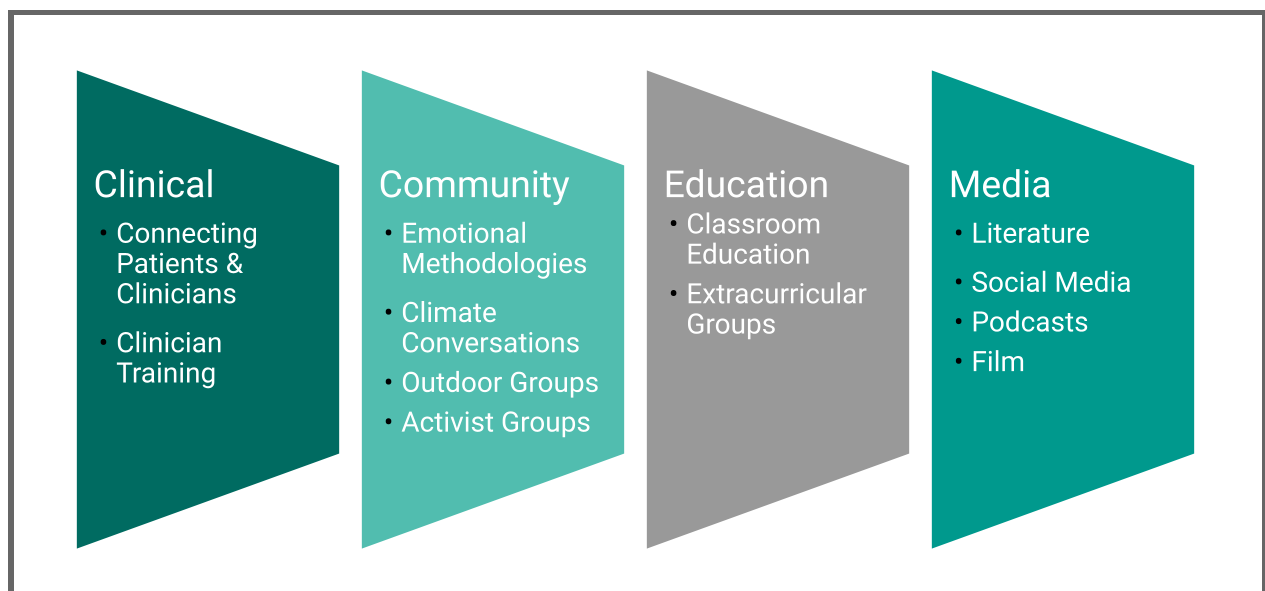 Clinical
• Connecting
Patients &
Clinicians
• Clinician
Training
Community
• Emotional
Methodologies
• Climate
Conversations
• Outdoor Groups
• Activist Groups
Education
• Classroom
Education
• Extracurricular
Groups
Media
• Literature
• Social Media
• Podcasts
• Film